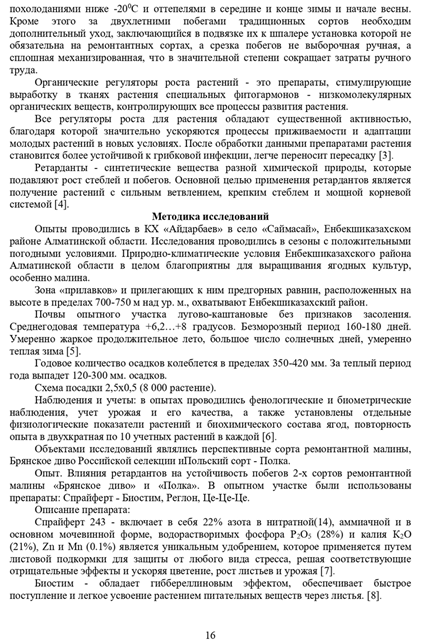 похолоданиями ниже -20⁰С и оттепелями в середине и конце зимы и начале весны.
Кроме этого за двухлетними побегами традиционных сортов необходим
дополнительный уход, заключающийся в подвязке их к шпалере установка которой не
обязательна на ремонтантных сортах, а срезка побегов не выборочная ручная, а
сплошная механизированная, что в значительной степени сокращает затраты ручного
труда.
Органические регуляторы роста растений - это препараты, стимулирующие
выработку в тканях растения специальных фитогармонов - низкомолекулярных
органических веществ, контролирующих все процессы развития растения.
Все регуляторы роста для растения обладают существенной активностью,
благодаря которой значительно ускоряются процессы приживаемости и адаптации
молодых растений в новых условиях. После обработки данными препаратами растения
становится более устойчивой к грибковой инфекции, легче переносит пересадку [3].
Ретарданты - синтетические вещества разной химической природы, которые
подавляют рост стеблей и побегов. Основной целью применения ретардантов является
получение растений с сильным ветвлением, крепким стеблем и мощной корневой
системой [4].
Методика исследований
Опыты проводились в КХ «Айдарбаев» в село «Саймасай», Енбекшиказахском
районе Алматинской области. Исследования проводились в сезоны с положительными
погодными условиями. Природно-климатические условия Енбекшиказахского района
Алматинской области в целом благоприятны для выращивания ягодных культур,
особенно малина.
Зона «прилавков» и прилегающих к ним предгорных равнин, расположенных на
высоте в пределах 700-750 м над ур. м., охватывают Енбекшиказахский район.
Почвы опытного участка лугово-каштановые без признаков засоления.
Среднегодовая температура +6,2…+8 градусов. Безморозный период 160-180 дней.
Умеренно жаркое продолжительное лето, большое число солнечных дней, умеренно
теплая зима [5].
Годовое количество осадков колеблется в пределах 350-420 мм. За теплый период
года выпадет 120-300 мм. осадков.
Схема посадки 2,5х0,5 (8 000 растение).
Наблюдения и учеты: в опытах проводились фенологические и биометрические
наблюдения, учет урожая и его качества, а также установлены отдельные
физиологические показатели растений и биохимического состава ягод, повторность
опыта в двухкратная по 10 учетных растений в каждой [6].
Объектами исследований являлись перспективные сорта ремонтантной малины,
Брянское диво Российской селекции иПольский сорт - Полка.
Опыт. Влияния ретардантов на устойчивость побегов 2-х сортов ремонтантной
малины «Брянское диво» и «Полка». В опытном участке были использованы
препараты: Спрайферт - Биостим, Реглон, Це-Це-Це.
Описание препарата:
Спрайферт 243 - включает в себя 22% азота в нитратной(14), аммиачной и в
основном мочевинной форме, водорастворимых фосфора P₂O₅ (28%) и калия K₂O
(21%), Zn и Mn (0.1%) является уникальным удобрением, которое применяется путем
листовой подкормки для защиты от любого вида стресса, решая соответствующие
отрицательные эффекты и ускоряя цветение, рост листьев и урожая [7].
Биостим - обладает гиббереллиновым эффектом, обеспечивает быстрое
поступление и легкое усвоение растением питательных веществ через листья. [8].
16